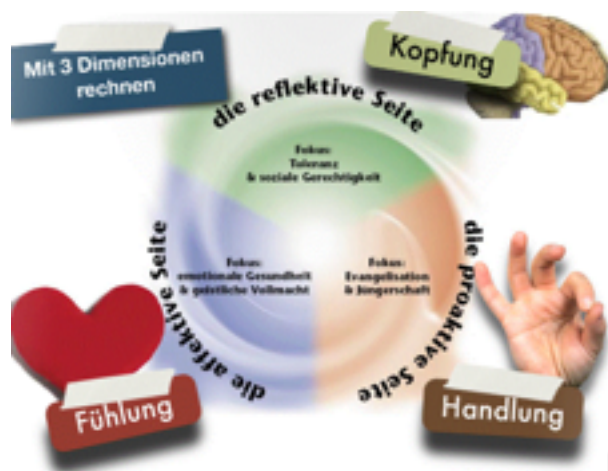 Mit 3 Dimensionen
rechnen
Kopfung
die reflektive Seite
Fokus:
Toleranz
& soziale Gerechtigkeit
die affektive Seite
Fokus:
emotionale Gesundheit
& geistliche Vollmacht
Fokus:
Evangelisation
& Jüngerschaft
die proaktive Seite
Fühlung
Handlung